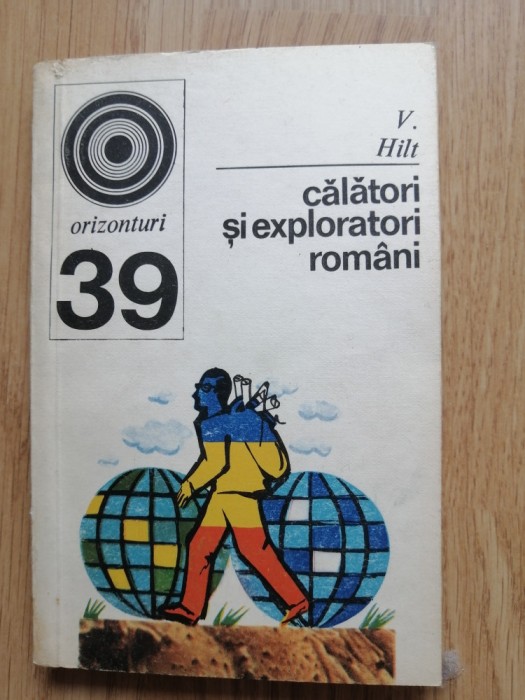 orizonturi
39
V.
Hilt
călători
și exploratori
români